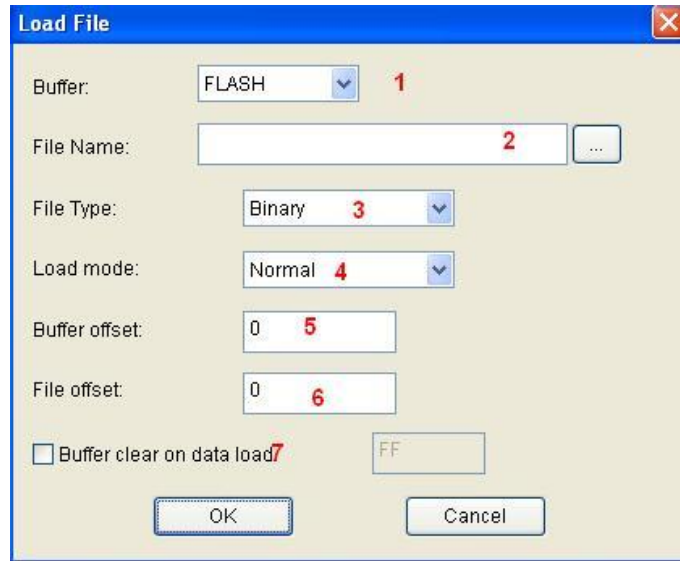 Load File
Buffer: FLASH 1
File Name: 2 ...
File Type: Binary 3
Load mode: Normal 4
Buffer offset: 0 5
File offset: 0 6
Buffer clear on data load 7 FF
OK Cancel